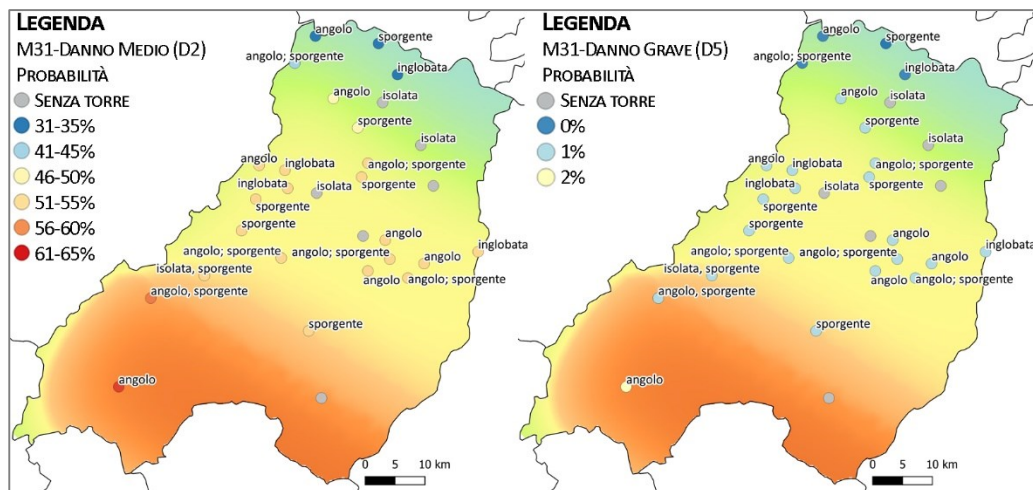 LEGENDA
M31-DANNO MEDIO (D2)
PROBABILITÀ
SENZA TORRE
31-35%
41-45%
46-50%
51-55%
56-60%
61-65%
angolo
sporgente
angolo; sporgente
inglobata
angolo
isolata
sporgente
isolata
angolo
inglobata
angolo; sporgente
inglobata
isolata
sporgente
sporgente
sporgente
angolo
angolo; sporgente
angolo; sporgente
inglobata
angolo
isolata, sporgente
angolo
angolo; sporgente
angolo, sporgente
sporgente
angolo
0 5 10 km
LEGENDA
M31-DANNO GRAVE (D5)
PROBABILITÀ
SENZA TORRE
0%
1%
2%
angolo
sporgente
angolo; sporgente
inglobata
angolo
isolata
sporgente
isolata
angolo
inglobata
angolo; sporgente
inglobata
isolata
sporgente
sporgente
sporgente
angolo
angolo; sporgente
angolo; sporgente
inglobata
angolo
isolata, sporgente
angolo
angolo; sporgente
angolo, sporgente
sporgente
angolo
0 5 10 km